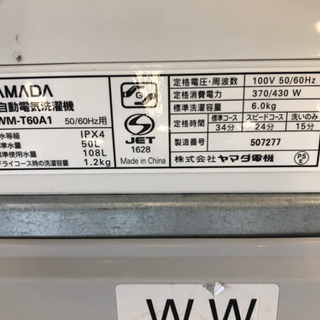 AMADA
自動電気洗濯機
WM-T60A1 50/60Hz用
水等級 IPX4
準水量 50L
準使用水量 108L
ドライコース時の洗濯容量 1.2kg
JET
1628
Made in China
定格電圧・周波数 100V 50/60Hz
定格消費電力 370/430 W
標準洗濯容量 6.0kg
定格時間 標準コース スピードコース 洗いのみ
34分 24分 15分
製造番号 507277
株式会社 ヤマダ電機
PS
E
W W